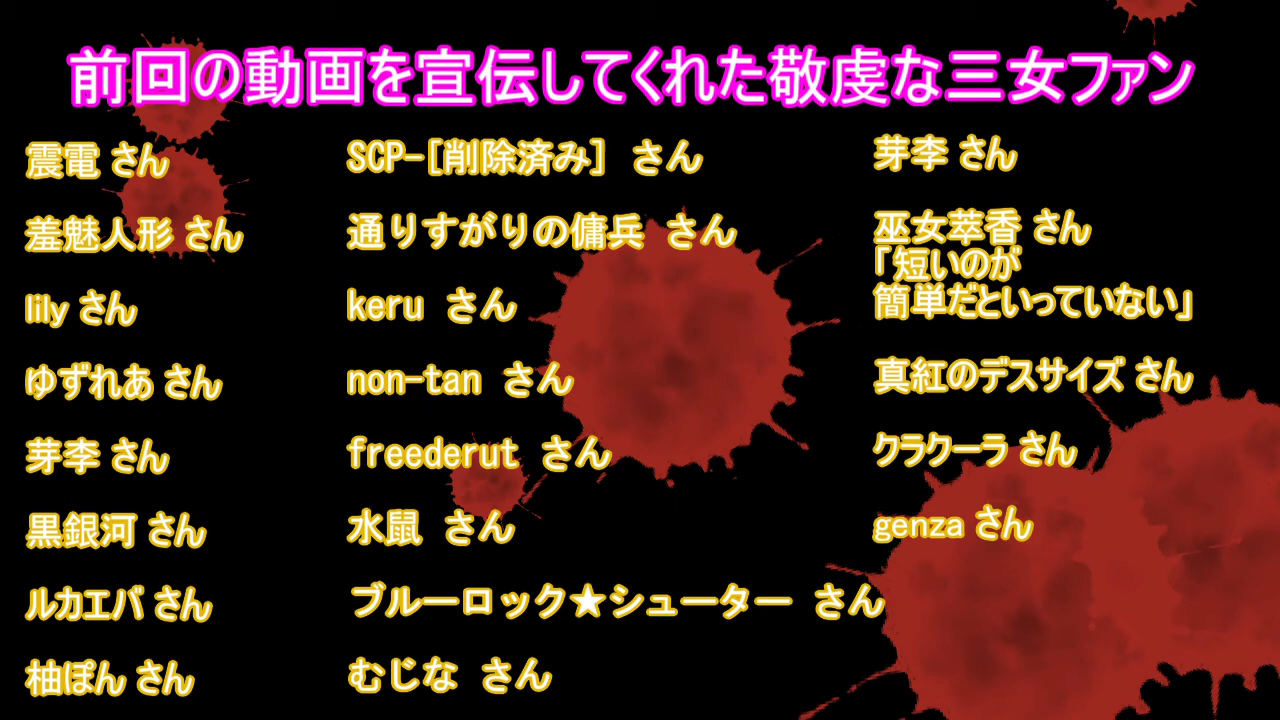 前回の動画を宣伝してくれた敬虔な三女ファン
震電 さん
羞魅人形 さん
lily さん
ゆずれあ さん
芽李 さん
黒銀河 さん
ルカエバ さん
柚ぽん さん
SCP-[削除済み] さん
通りすがりの傭兵 さん
keru さん
non-tan さん
freederut さん
水鼠 さん
ブルーロック★シューター さん
むじな さん
芽李 さん
巫女萃香 さん
「短いのが
簡単だといっていない」
真紅のデスサイズ さん
クラクーラ さん
genza さん